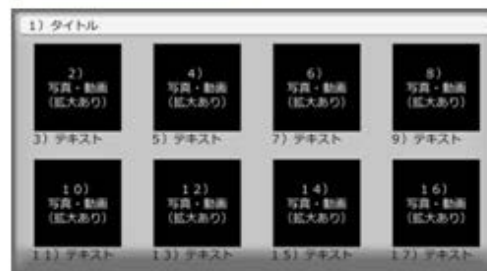 1）タイトル
2）
写真・動画
（拡大あり）
4）
写真・動画
（拡大あり）
6）
写真・動画
（拡大あり）
8）
写真・動画
（拡大あり）
3）テキスト
5）テキスト
7）テキスト
9）テキスト
10）
写真・動画
（拡大あり）
12）
写真・動画
（拡大あり）
14）
写真・動画
（拡大あり）
16）
写真・動画
（拡大あり）
11）テキスト
13）テキスト
15）テキスト
17）テキスト